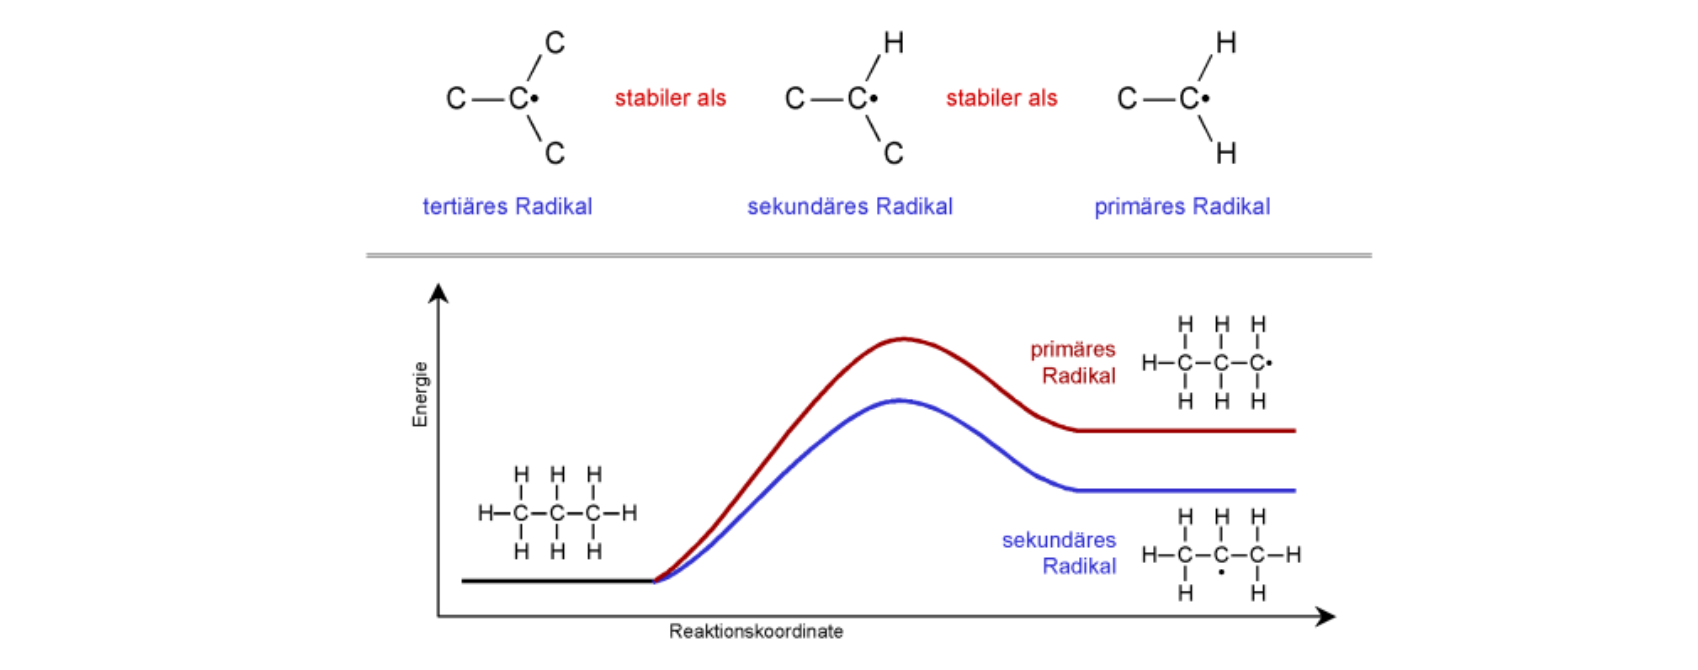 C H H
C—C• stabiler als C—C• stabiler als C—C•
C C H
tertiäres Radikal sekundäres Radikal primäres Radikal
Energie
primäres
Radikal
H H H
H—C—C—C•
H H H
H H H
H—C—C—C—H
H H H
sekundäres
Radikal
H H H
H—C—C—C—H
•
H H
Reaktionskoordinate